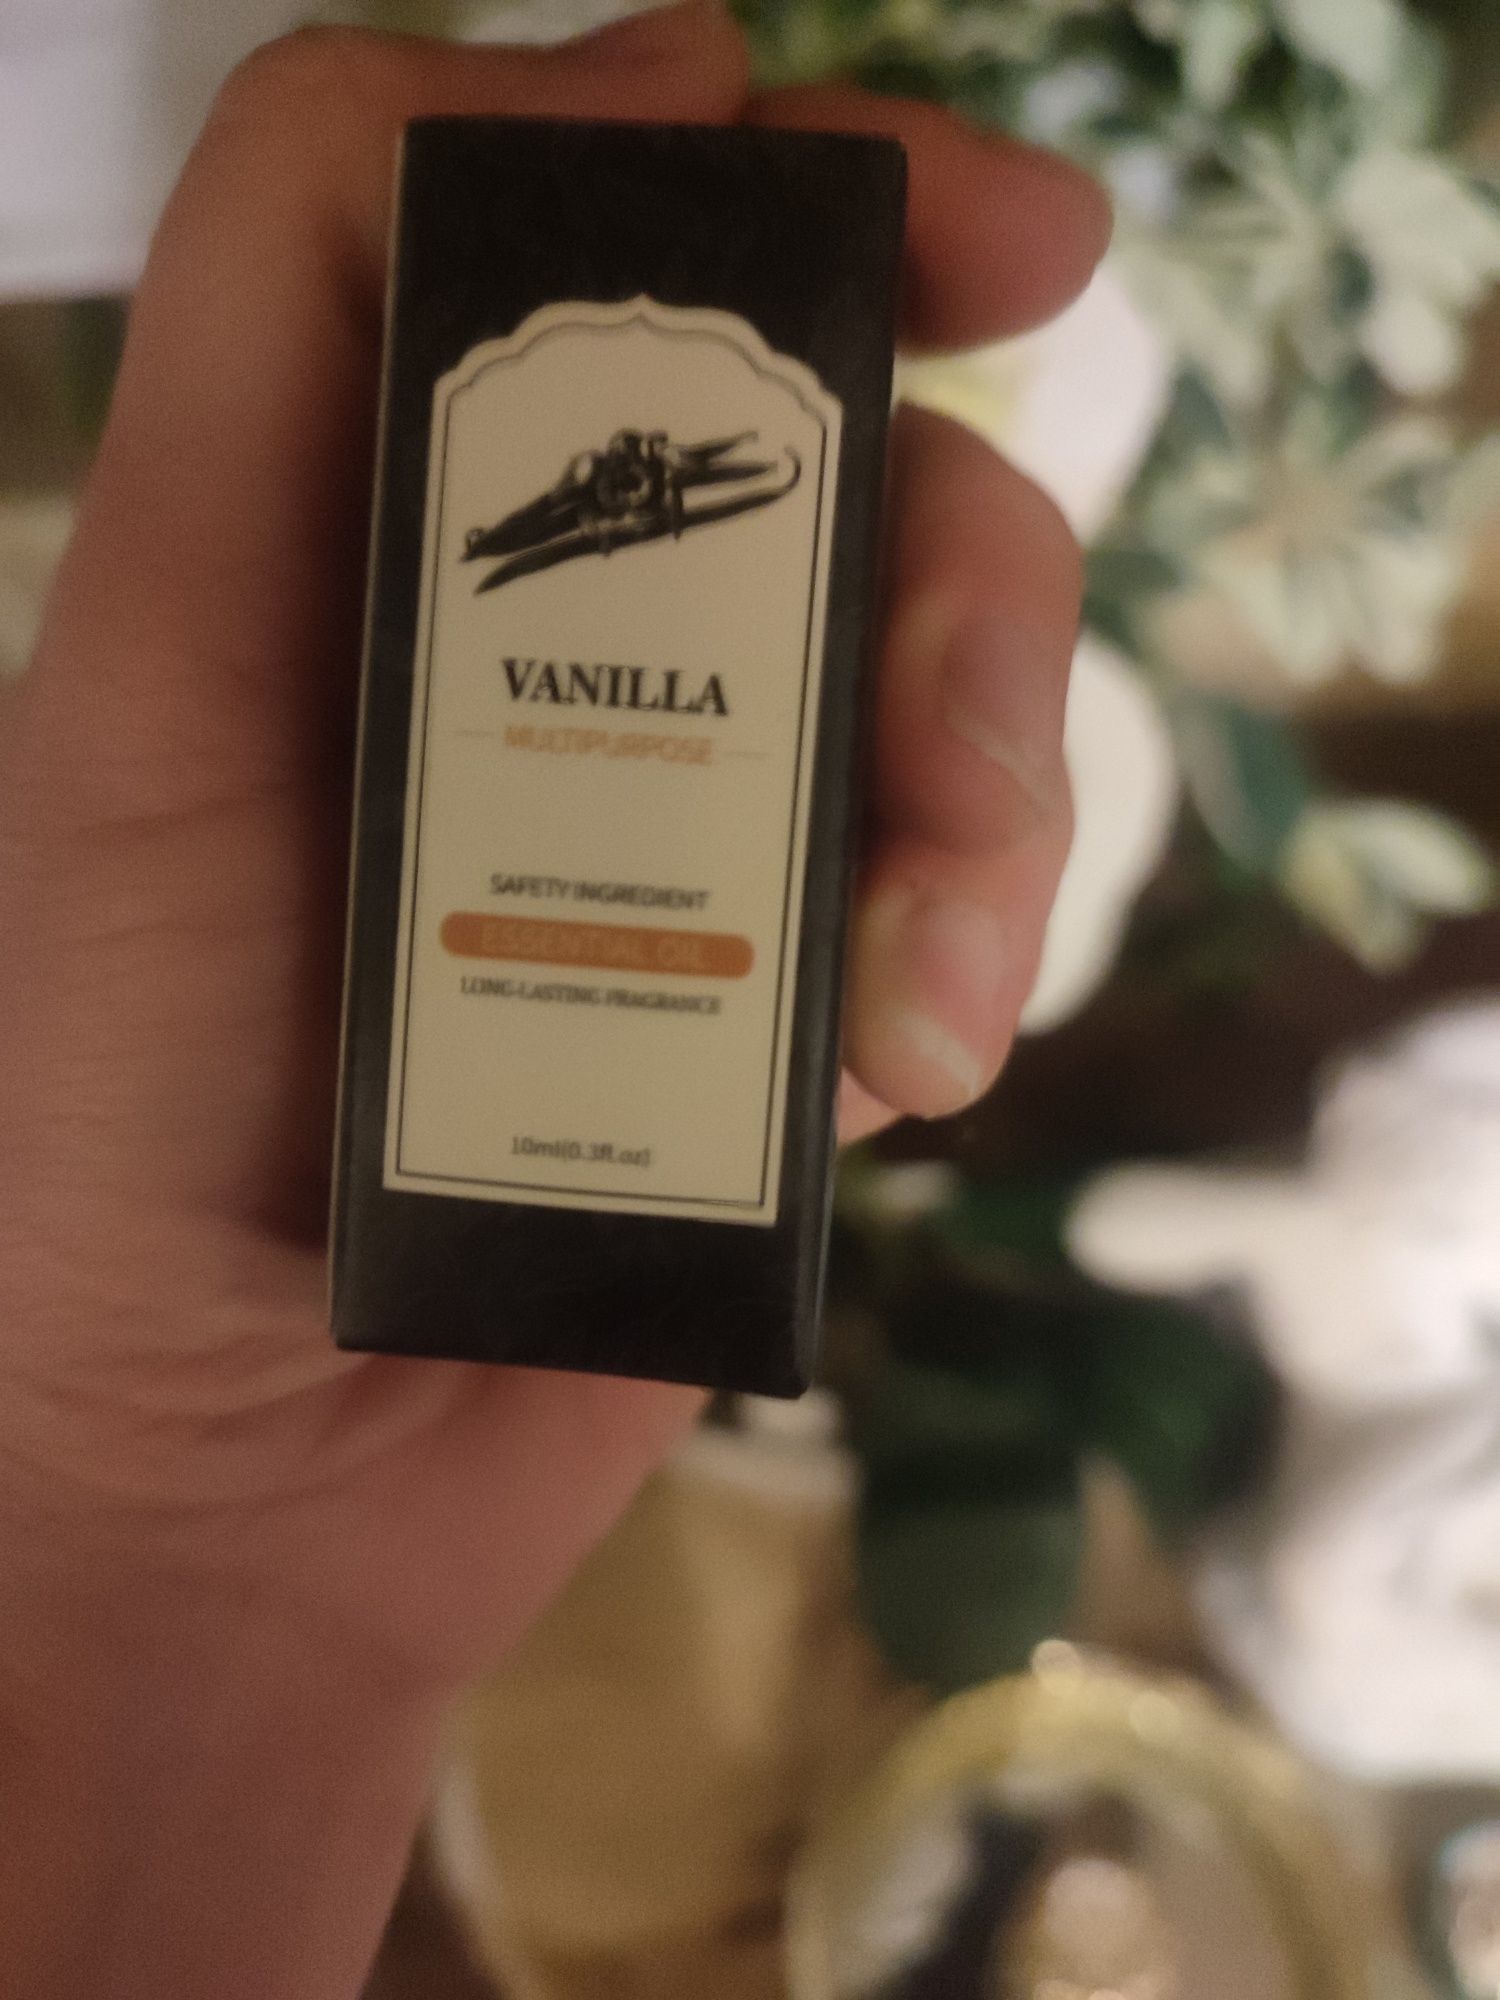 VANILLA
MULTIPURPOSE
SAFETY INGREDIENT
ESSENTIAL OIL
LONG-LASTING FRAGRANCE
10ml(0.3fl.oz)